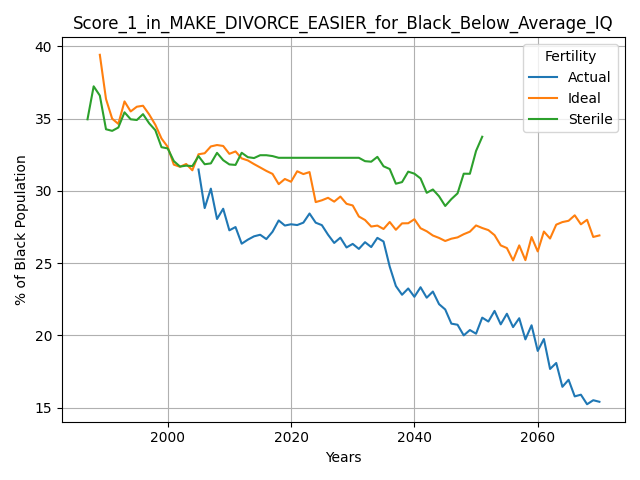 Score_1_in_MAKE_DIVORCE_EASIER_for_Black_Below_Average_IQ
Fertility
Actual
Ideal
Sterile
% of Black Population
40
35
30
25
20
15
2000
2020
2040
2060
Years